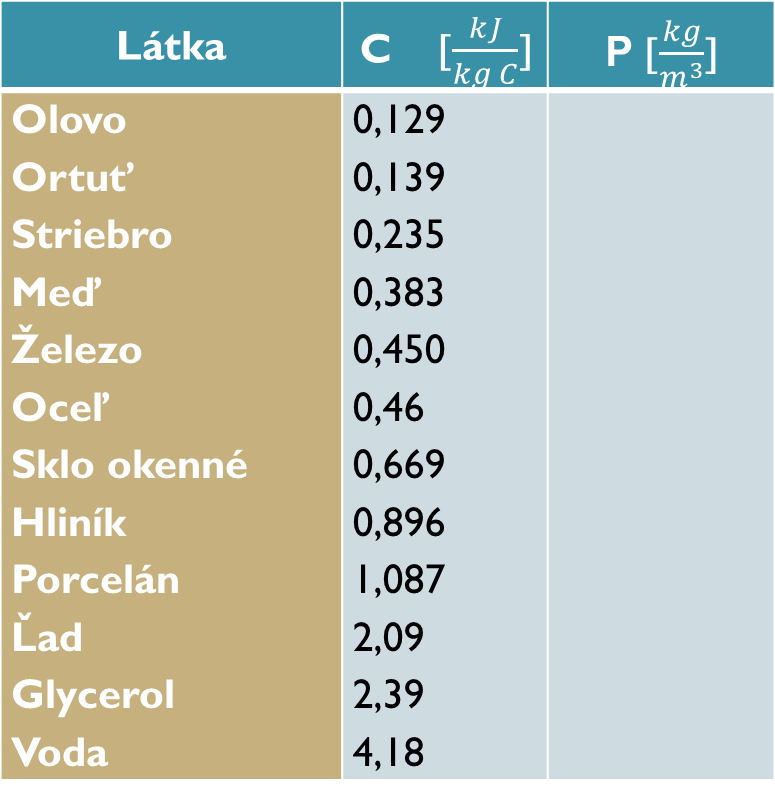 Látka C [kJ/kg C] P [kg/m³]
Olovo 0,129
Ortuť 0,139
Striebro 0,235
Meď 0,383
Železo 0,450
Oceľ 0,46
Sklo okenné 0,669
Hliník 0,896
Porcelán 1,087
Ľad 2,09
Glycerol 2,39
Voda 4,18